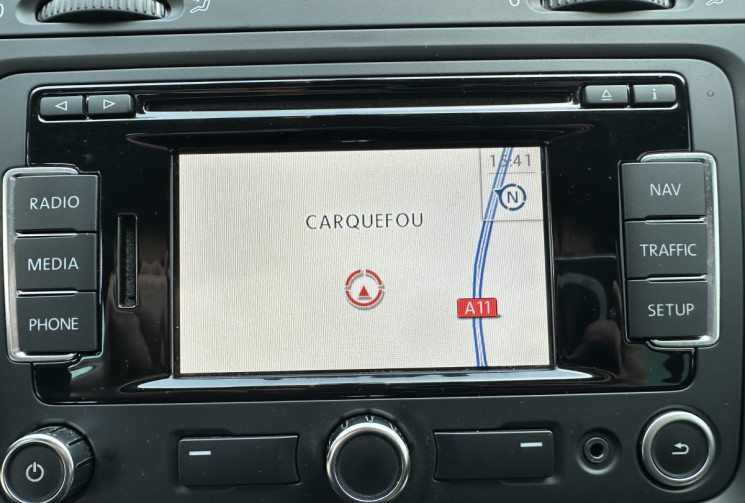 i
RADIO
MEDIA
PHONE
CARQUEFOU
N
A11
NAV
TRAFFIC
SETUP